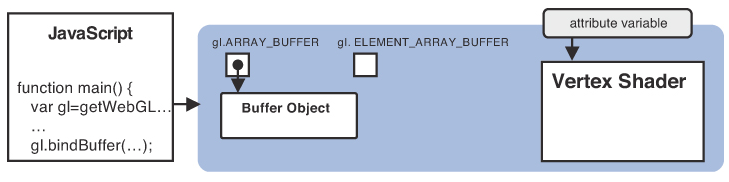 JavaScript
function main() {
var gl=getWebGL…
…
gl.bindBuffer(…);
gl.ARRAY_BUFFER
gl. ELEMENT_ARRAY_BUFFER
Buffer Object
attribute variable
Vertex Shader